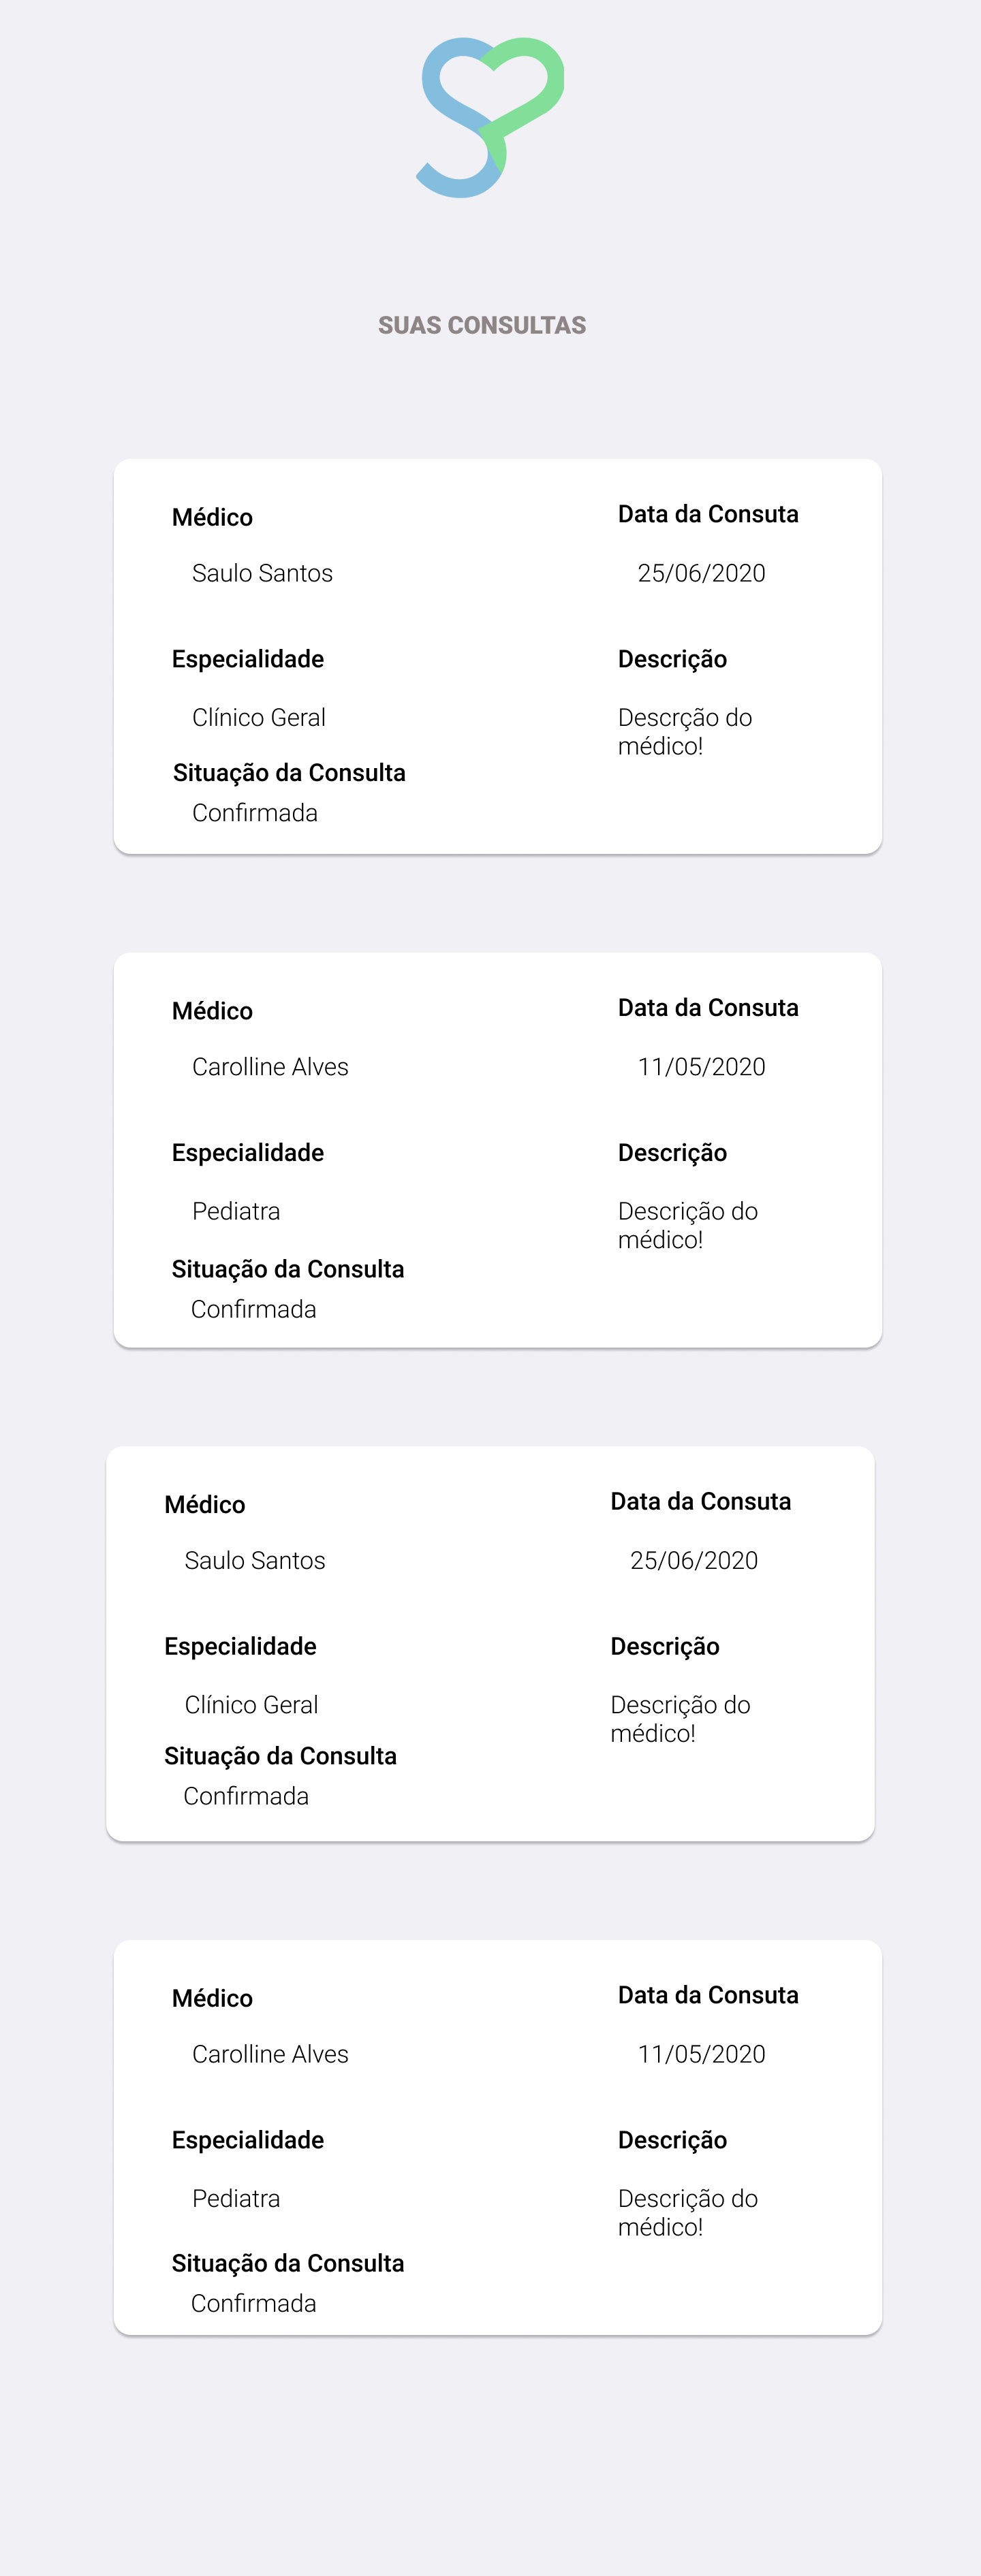 SUAS CONSULTAS
Médico
Data da Consuta
Saulo Santos
25/06/2020
Especialidade
Descrição
Clínico Geral
Descrção do
médico!
Situação da Consulta
Confirmada
Médico
Data da Consuta
Carolline Alves
11/05/2020
Especialidade
Descrição
Pediatra
Descrição do
médico!
Situação da Consulta
Confirmada
Médico
Data da Consuta
Saulo Santos
25/06/2020
Especialidade
Descrição
Clínico Geral
Descrição do
médico!
Situação da Consulta
Confirmada
Médico
Data da Consuta
Carolline Alves
11/05/2020
Especialidade
Descrição
Pediatra
Descrição do
médico!
Situação da Consulta
Confirmada